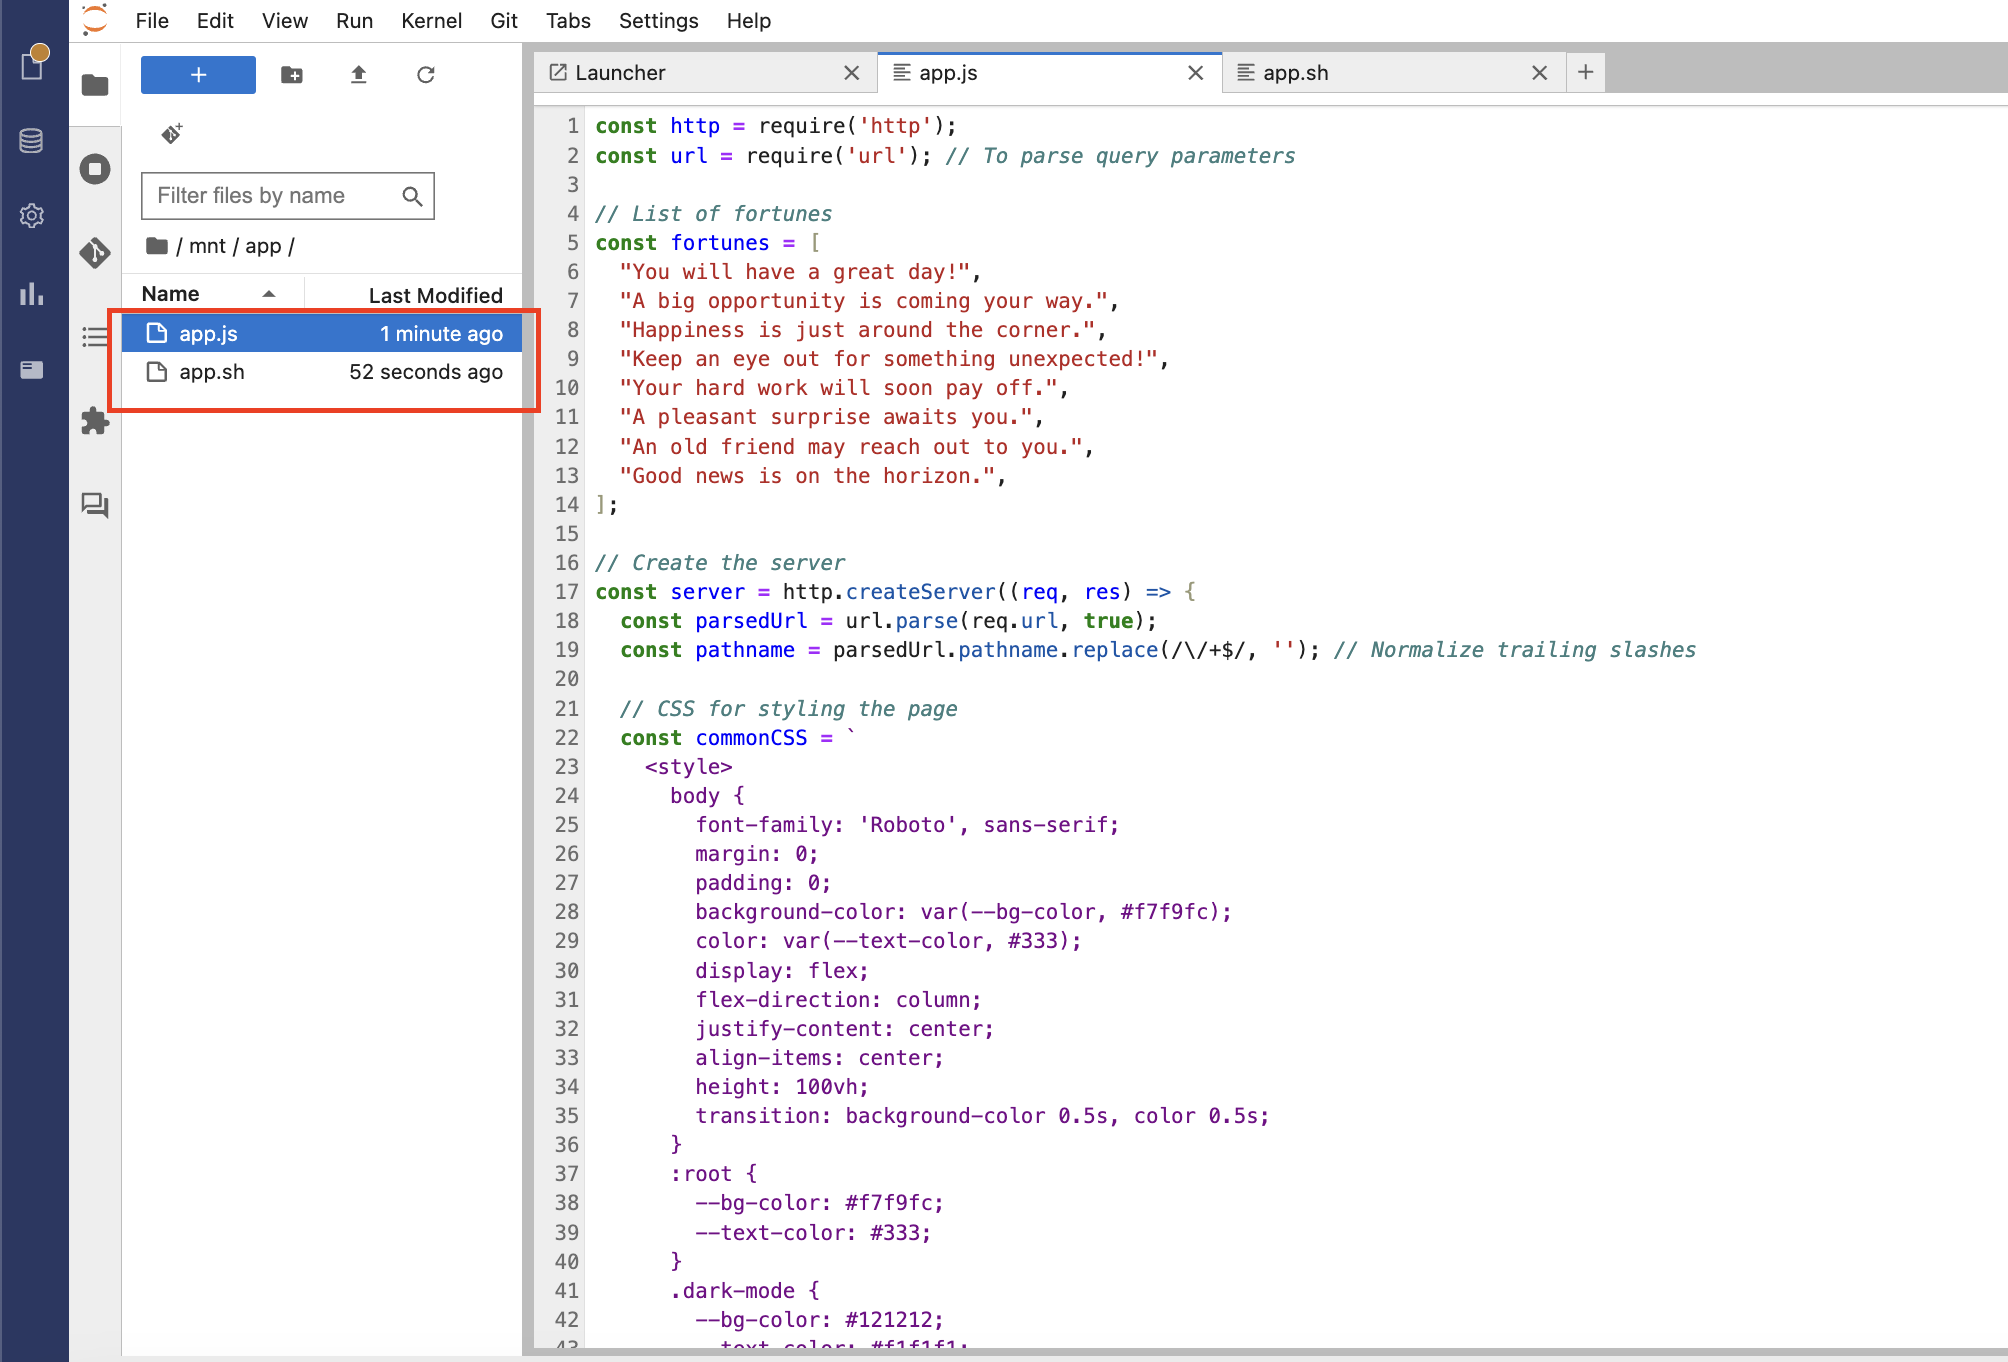 File Edit View Run Kernel Git Tabs Settings Help
Filter files by name
/ mnt / app /
Name Last Modified
app.js 1 minute ago
app.sh 52 seconds ago
Launcher app.js app.sh
1 const http = require('http');
2 const url = require('url'); // To parse query parameters
3
4 // List of fortunes
5 const fortunes = [
6 "You will have a great day!",
7 "A big opportunity is coming your way.",
8 "Happiness is just around the corner.",
9 "Keep an eye out for something unexpected!",
10 "Your hard work will soon pay off.",
11 "A pleasant surprise awaits you.",
12 "An old friend may reach out to you.",
13 "Good news is on the horizon.",
14 ];
15
16 // Create the server
17 const server = http.createServer((req, res) => {
18 const parsedUrl = url.parse(req.url, true);
19 const pathname = parsedUrl.pathname.replace(/\/+$/, ''); // Normalize trailing slashes
20
21 // CSS for styling the page
22 const commonCSS = `
23 <style>
24 body {
25 font-family: 'Roboto', sans-serif;
26 margin: 0;
27 padding: 0;
28 background-color: var(--bg-color, #f7f9fc);
29 color: var(--text-color, #333);
30 display: flex;
31 flex-direction: column;
32 justify-content: center;
33 align-items: center;
34 height: 100vh;
35 transition: background-color 0.5s, color 0.5s;
36 }
37 :root {
38 --bg-color: #f7f9fc;
39 --text-color: #333;
40 }
41 .dark-mode {
42 --bg-color: #121212;
43 --text-color: #f1f1f1;